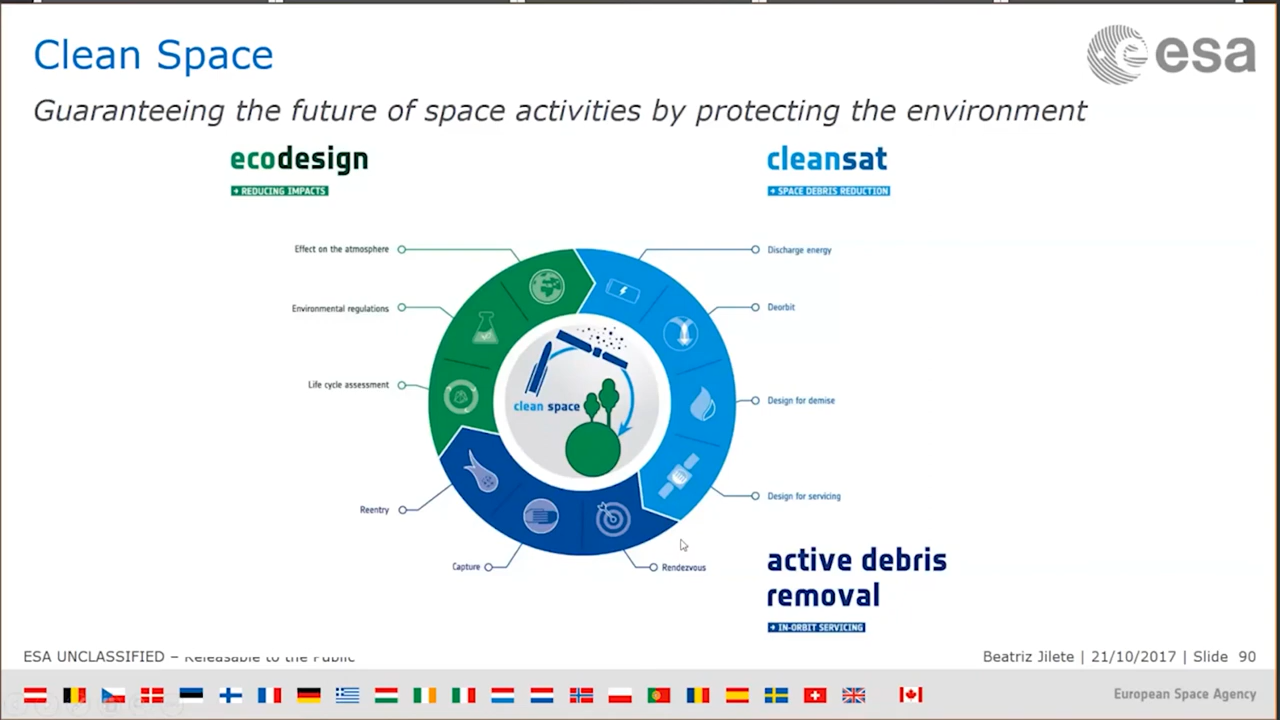 Clean Space
esa
Guaranteeing the future of space activities by protecting the environment
ecodesign
→ REDUCING IMPACTS
cleansat
→ SPACE DEBRIS REDUCTION
Effect on the atmosphere
Discharge energy
Environmental regulations
Deorbit
Life cycle assessment
Design for demise
clean space
Design for servicing
Reentry
Capture
Rendezvous
active debris
removal
→ IN-ORBIT SERVICING
ESA UNCLASSIFIED – Releasable to the Public
Beatriz Jilete | 21/10/2017 | Slide 90
European Space Agency